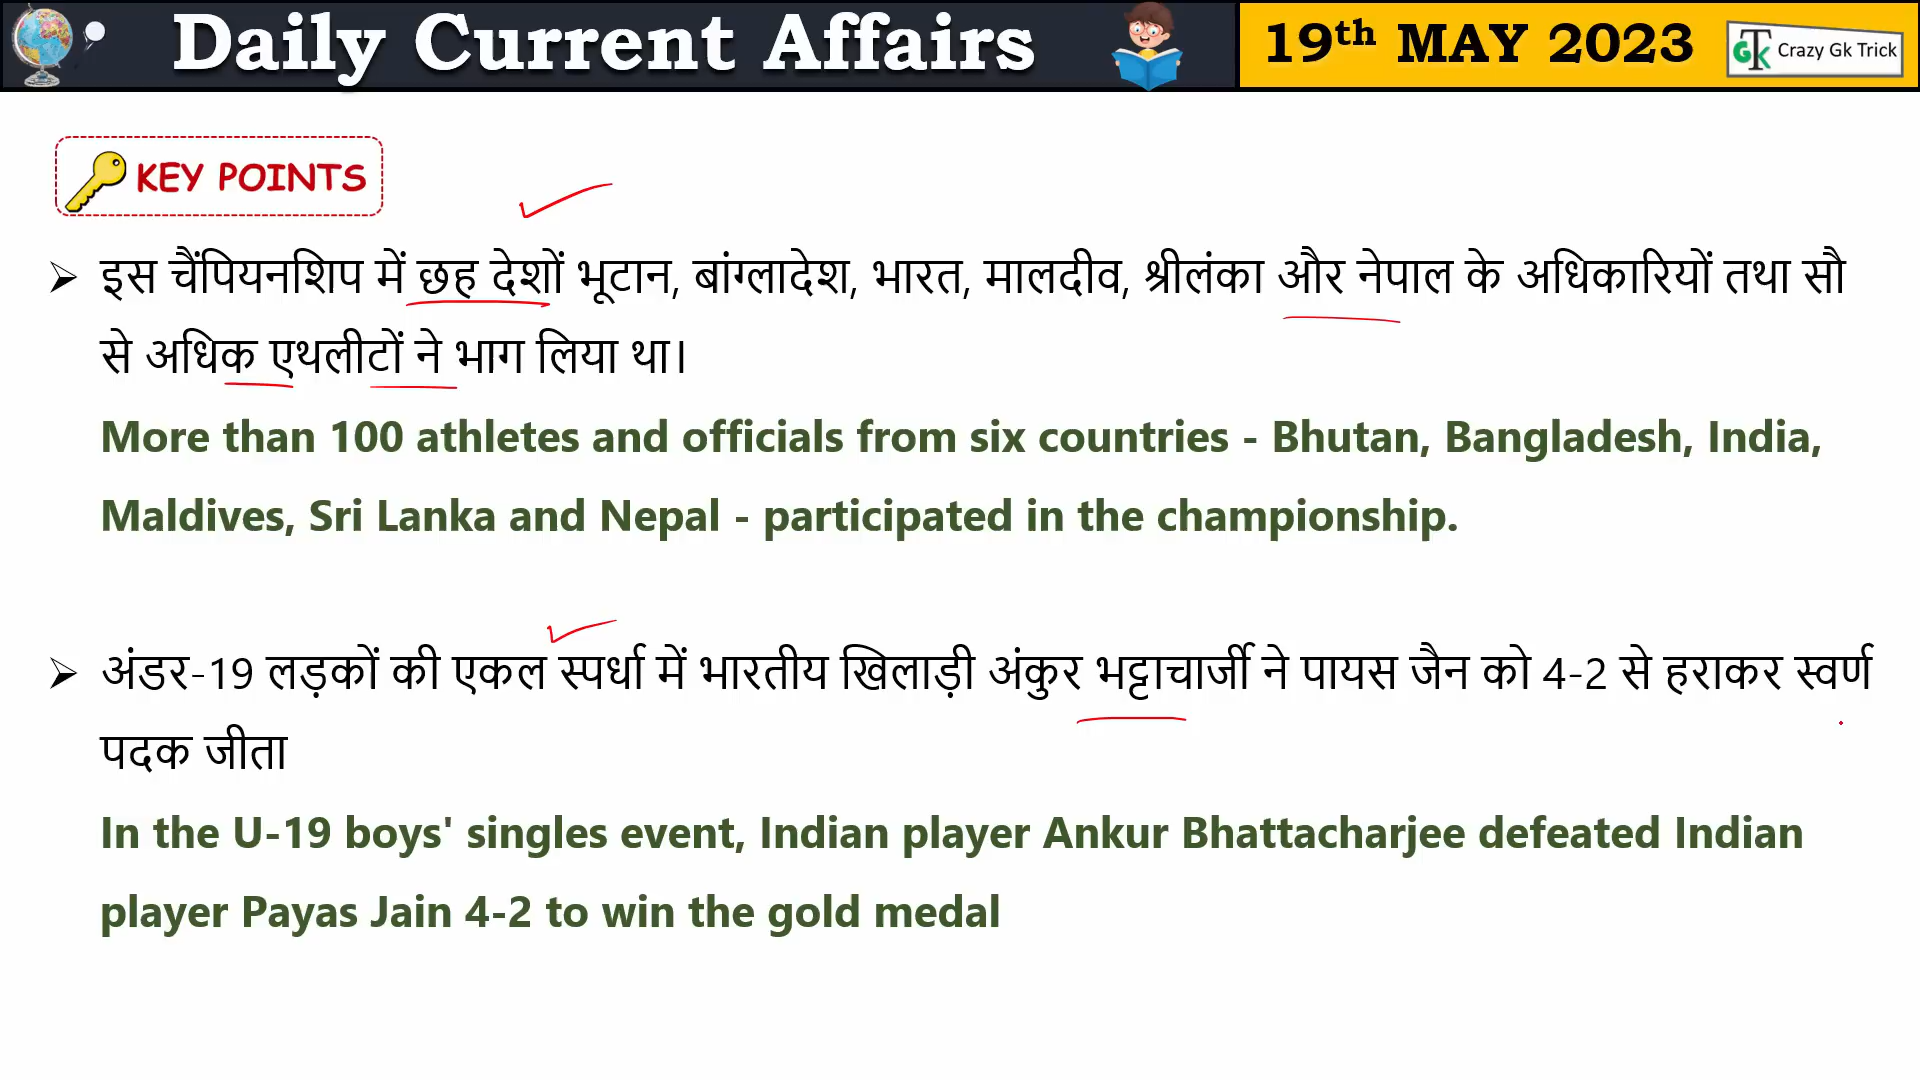 Daily Current Affairs
19th MAY 2023
GTK Crazy Gk Trick
KEY POINTS
इस चैंपियनशिप में छह देशों भूटान, बांग्लादेश, भारत, मालदीव, श्रीलंका और नेपाल के अधिकारियों तथा सौ
से अधिक एथलीटों ने भाग लिया था।
More than 100 athletes and officials from six countries - Bhutan, Bangladesh, India,
Maldives, Sri Lanka and Nepal - participated in the championship.
अंडर-19 लड़कों की एकल स्पर्धा में भारतीय खिलाड़ी अंकुर भट्टाचार्जी ने पायस जैन को 4-2 से हराकर स्वर्ण
पदक जीता
In the U-19 boys' singles event, Indian player Ankur Bhattacharjee defeated Indian
player Payas Jain 4-2 to win the gold medal